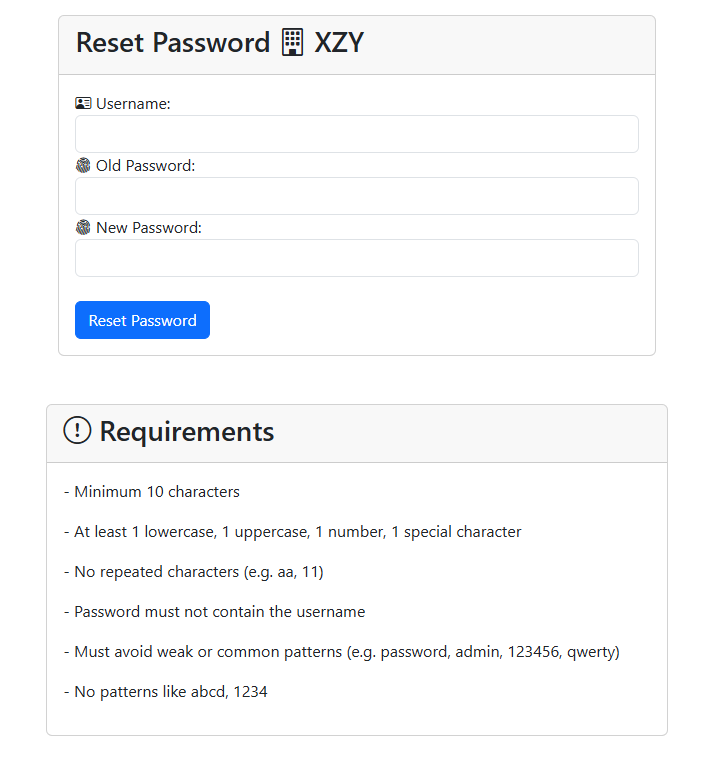 Reset Password XZY
Username:
Old Password:
New Password:
Reset Password
Requirements
- Minimum 10 characters
- At least 1 lowercase, 1 uppercase, 1 number, 1 special character
- No repeated characters (e.g. aa, 11)
- Password must not contain the username
- Must avoid weak or common patterns (e.g. password, admin, 123456, qwerty)
- No patterns like abcd, 1234